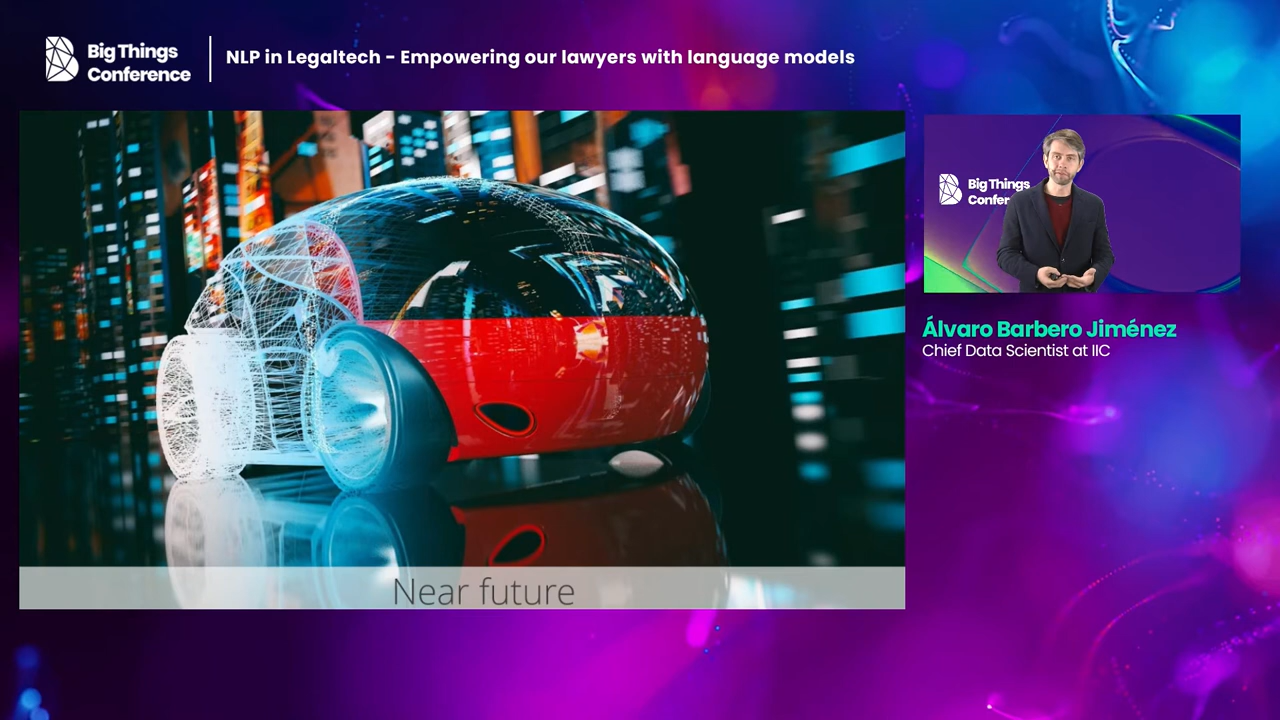 Big Things
Conference
NLP in Legaltech - Empowering our lawyers with language models
Big Things
Confer
Álvaro Barbero Jiménez
Chief Data Scientist at IIC
Near future